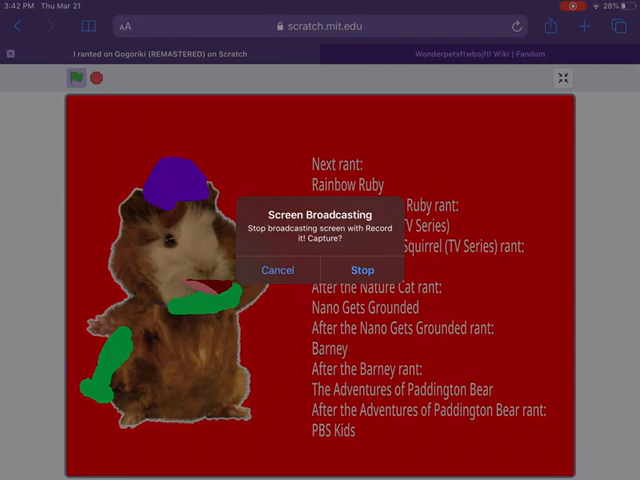 3:42 PM Thu Mar 21
28%
AA
scratch.mit.edu
I ranted on Gogoriki (REMASTERED) on Scratch
Wonderpetsftwbojftl Wiki | Fandom
Next rant:
Rainbow Ruby
Ruby rant:
TV Series)
Squirrel (TV Series) rant:
After the Nature Cat rant:
Nano Gets Grounded
After the Nano Gets Grounded rant:
Barney
After the Barney rant:
The Adventures of Paddington Bear
After the Adventures of Paddington Bear rant:
PBS Kids
Screen Broadcasting
Stop broadcasting screen with Record
it! Capture?
Cancel
Stop